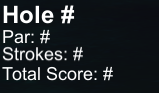 Hole #
Par: #
Strokes: #
Total Score: #